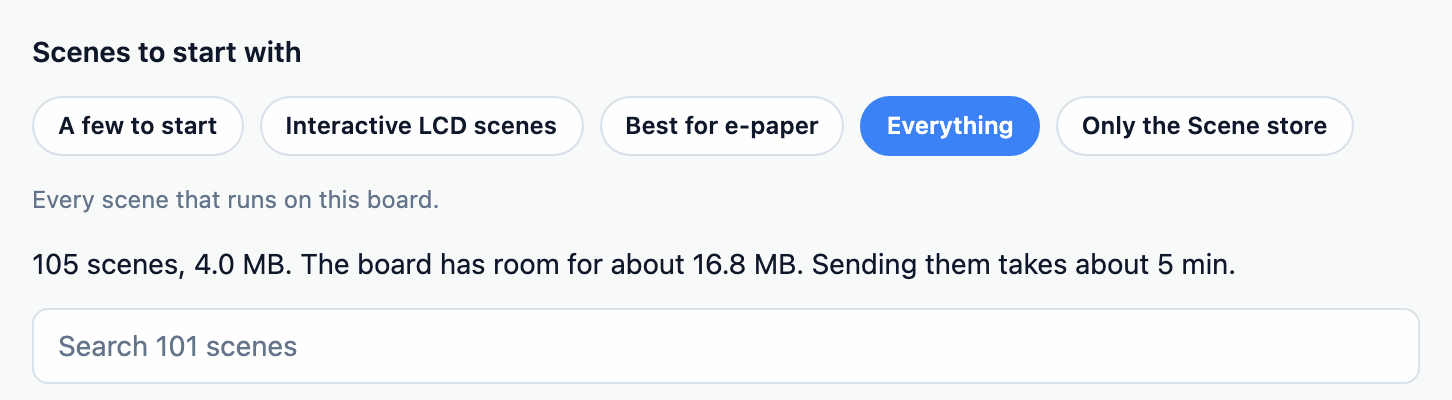 Scenes to start with
A few to start Interactive LCD scenes Best for e-paper Everything Only the Scene store
Every scene that runs on this board.
105 scenes, 4.0 MB. The board has room for about 16.8 MB. Sending them takes about 5 min.
Search 101 scenes